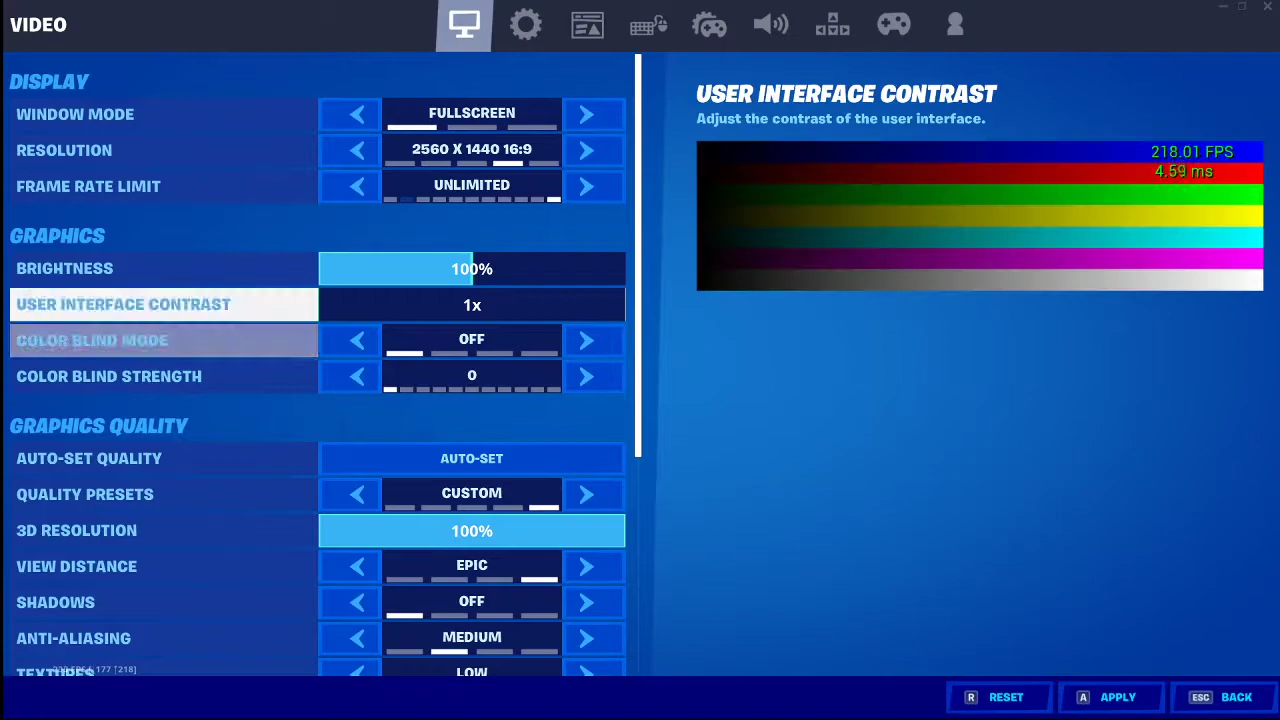 VIDEO
DISPLAY
WINDOW MODE
FULLSCREEN
RESOLUTION
2560 X 1440 16:9
FRAME RATE LIMIT
UNLIMITED
GRAPHICS
BRIGHTNESS
100%
USER INTERFACE CONTRAST
1x
COLOR BLIND MODE
OFF
COLOR BLIND STRENGTH
0
GRAPHICS QUALITY
AUTO-SET QUALITY
AUTO-SET
QUALITY PRESETS
CUSTOM
3D RESOLUTION
100%
VIEW DISTANCE
EPIC
SHADOWS
OFF
ANTI-ALIASING
MEDIUM
TEXTURES
LOW
USER INTERFACE CONTRAST
Adjust the contrast of the user interface.
218.01 FPS
4.59 ms
R RESET
A APPLY
ESC BACK